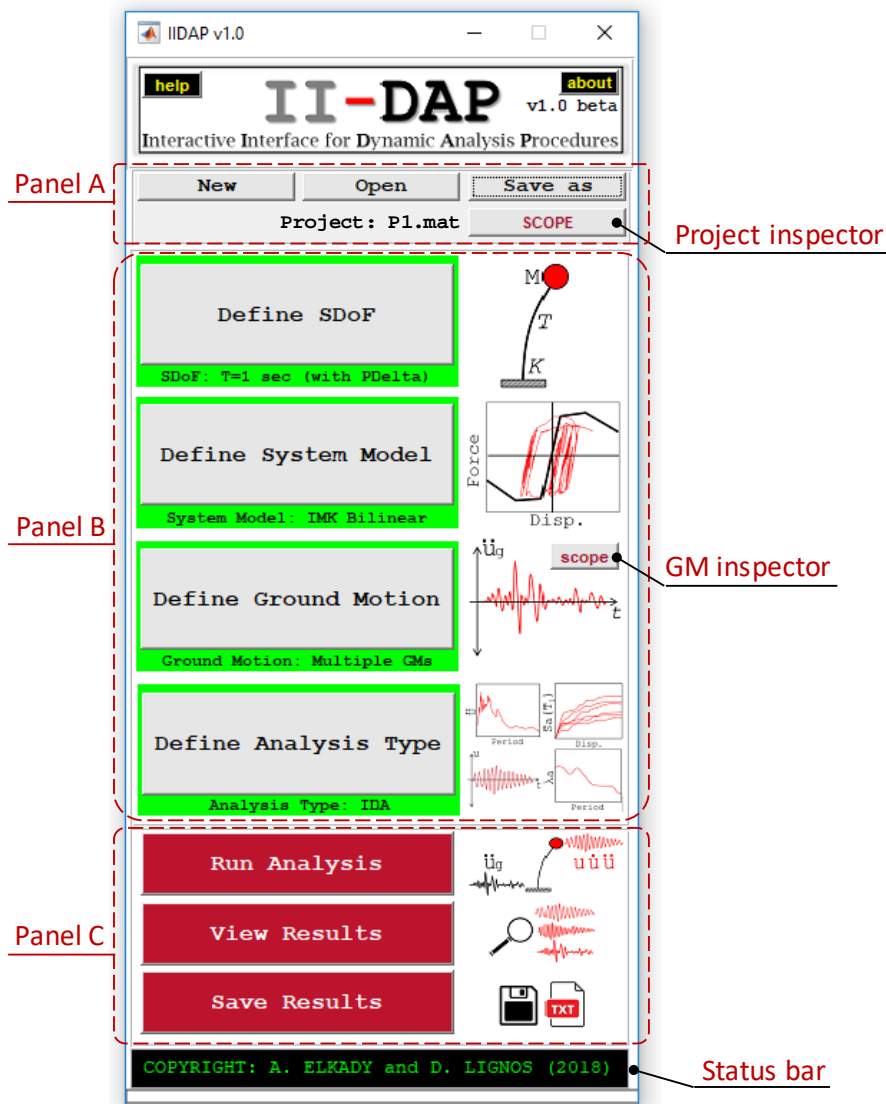 IIDAP v1.0
help
II-DAP
about
v1.0 beta
Interactive Interface for Dynamic Analysis Procedures
Panel A
New
Open
Save as
Project: P1.mat
SCOPE
Project inspector
Panel B
Define SDoF
SDoF: T=1 sec (with PDelta)
M
T
K
Define System Model
System Model: IMK Bilinear
Force
Disp.
Define Ground Motion
Ground Motion: Multiple GMs
üg
scope
t
GM inspector
Define Analysis Type
Analysis Type: IDA
U
Period
Sa(T₁)
Disp.
u
t
λa
Period
Panel C
Run Analysis
üg
u u̇ ü
View Results
Save Results
TXT
COPYRIGHT: A. ELKADY and D. LIGNOS (2018)
Status bar